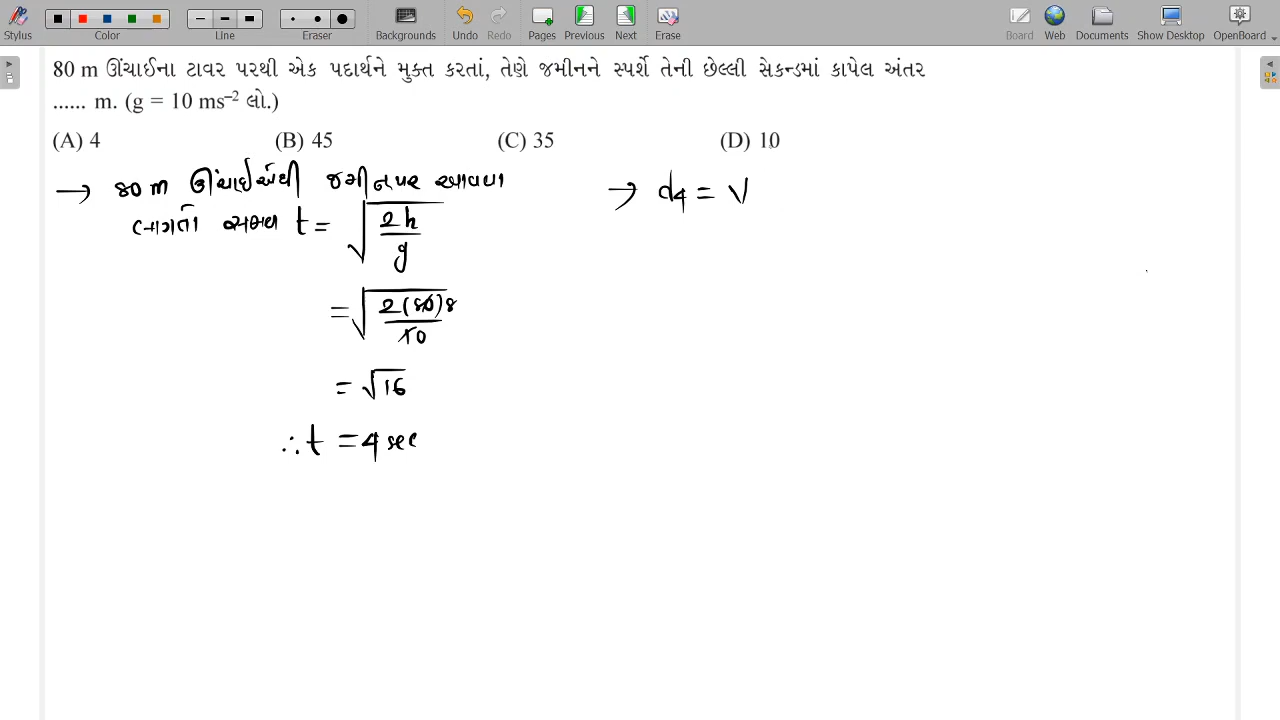 Stylus
Color
Line
Eraser
Backgrounds
Undo
Redo
Pages
Previous
Next
Erase
Board
Web
Documents
Show Desktop
OpenBoard
80 m ઊંચાઈના ટાવર પરથી એક પદાર્થને મુક્ત કરતાં, તેણે જમીનને સ્પર્શે તેની છેલ્લી સેકન્ડમાં કાપેલ અંતર
...... m. (g = 10 ms⁻² લો.)
(A) 4 (B) 45 (C) 35 (D) 10
→ 80 m ઊંચાઈએથી જમીન પર આવવા
લાગતો સમય t = √(2h/g)
= √(2(80)8/10)
= √16
∴ t = 4 sec
→ d4 = V